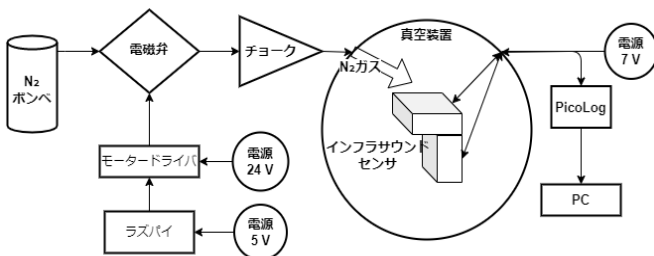 N₂
ボンベ
電磁弁
チョーク
N₂ガス
真空装置
インフラサウンド
センサ
電源
7 V
PicoLog
PC
モータードライバ
電源
24 V
ラズパイ
電源
5 V